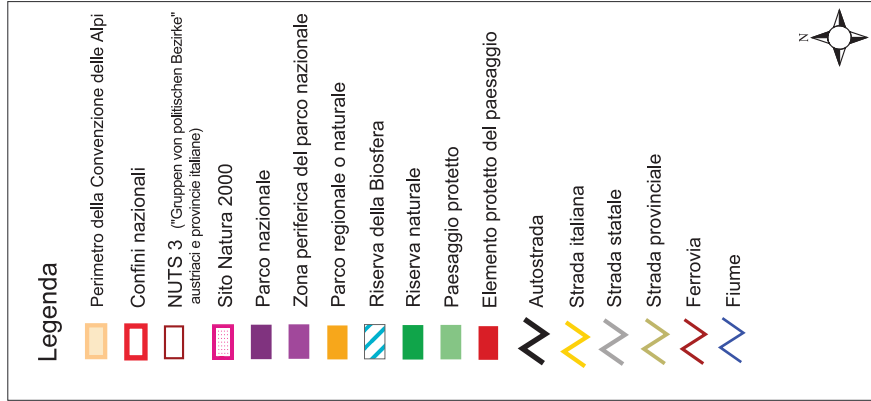 Legenda
Perimetro della Convenzione delle Alpi
Confini nazionali
NUTS 3 ("Gruppen von politischen Bezirke"
austriaci e provincie italiane)
Sito Natura 2000
Parco nazionale
Zona periferica del parco nazionale
Parco regionale o naturale
Riserva della Biosfera
Riserva naturale
Paesaggio protetto
Elemento protetto del paesaggio
Autostrada
Strada italiana
Strada statale
Strada provinciale
Ferrovia
Fiume
N